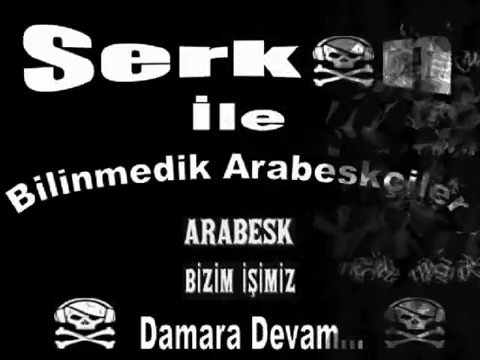 Serkan
İle
Bilinmedik Arabeskçiler
ARABESK
BİZİM İŞİMİZ
Damara Devam...